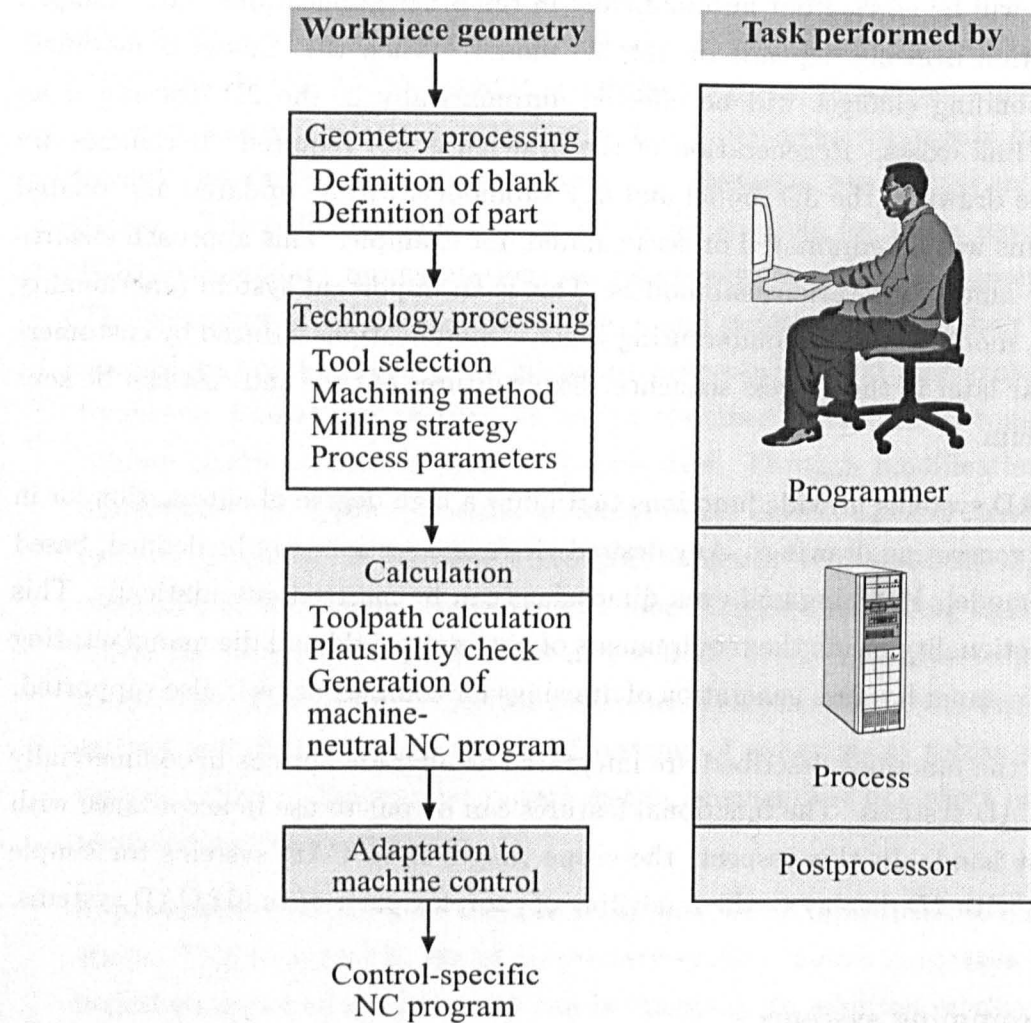 Workpiece geometry
Geometry processing
Definition of blank
Definition of part
Technology processing
Tool selection
Machining method
Milling strategy
Process parameters
Calculation
Toolpath calculation
Plausibility check
Generation of
machine-
neutral NC program
Adaptation to
machine control
Control-specific
NC program
Task performed by
Programmer
Process
Postprocessor